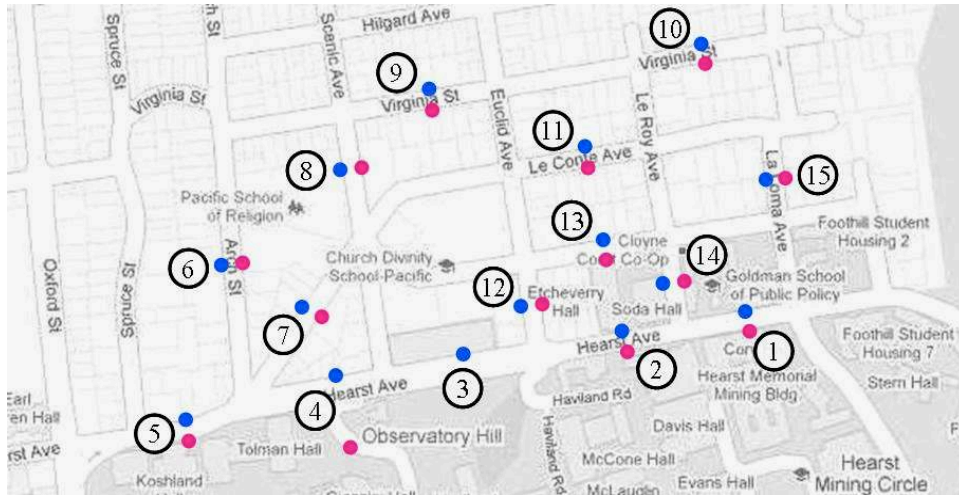 Hilgard Ave
Spruce St
Scenic Ave
10
Virginia St
9
Virginia St
Virginia St
Euclid Ave
Le Roy Ave
11
Le Conte Ave
8
La Loma Ave
15
Pacific School
of Religion
13
Foothill Student
Housing 2
6
Arch St
Church Divinity
School-Pacific
Cloyne
Court Co-Op
14
Goldman School
of Public Policy
Oxford St
Spruce St
12
Etcheverry
Hall
Soda Hall
7
Hearst Ave
1
Foothill Student
Housing 7
2
3
Hearst Ave
Hearst Memorial
Mining Bldg
Stern Hall
4
Haviland Rd
5
Tolman Hall
Observatory Hill
Haviland Rd
Davis Hall
McCone Hall
Koshland
Evans Hall
Hearst
Mining Circle
McLaughlin